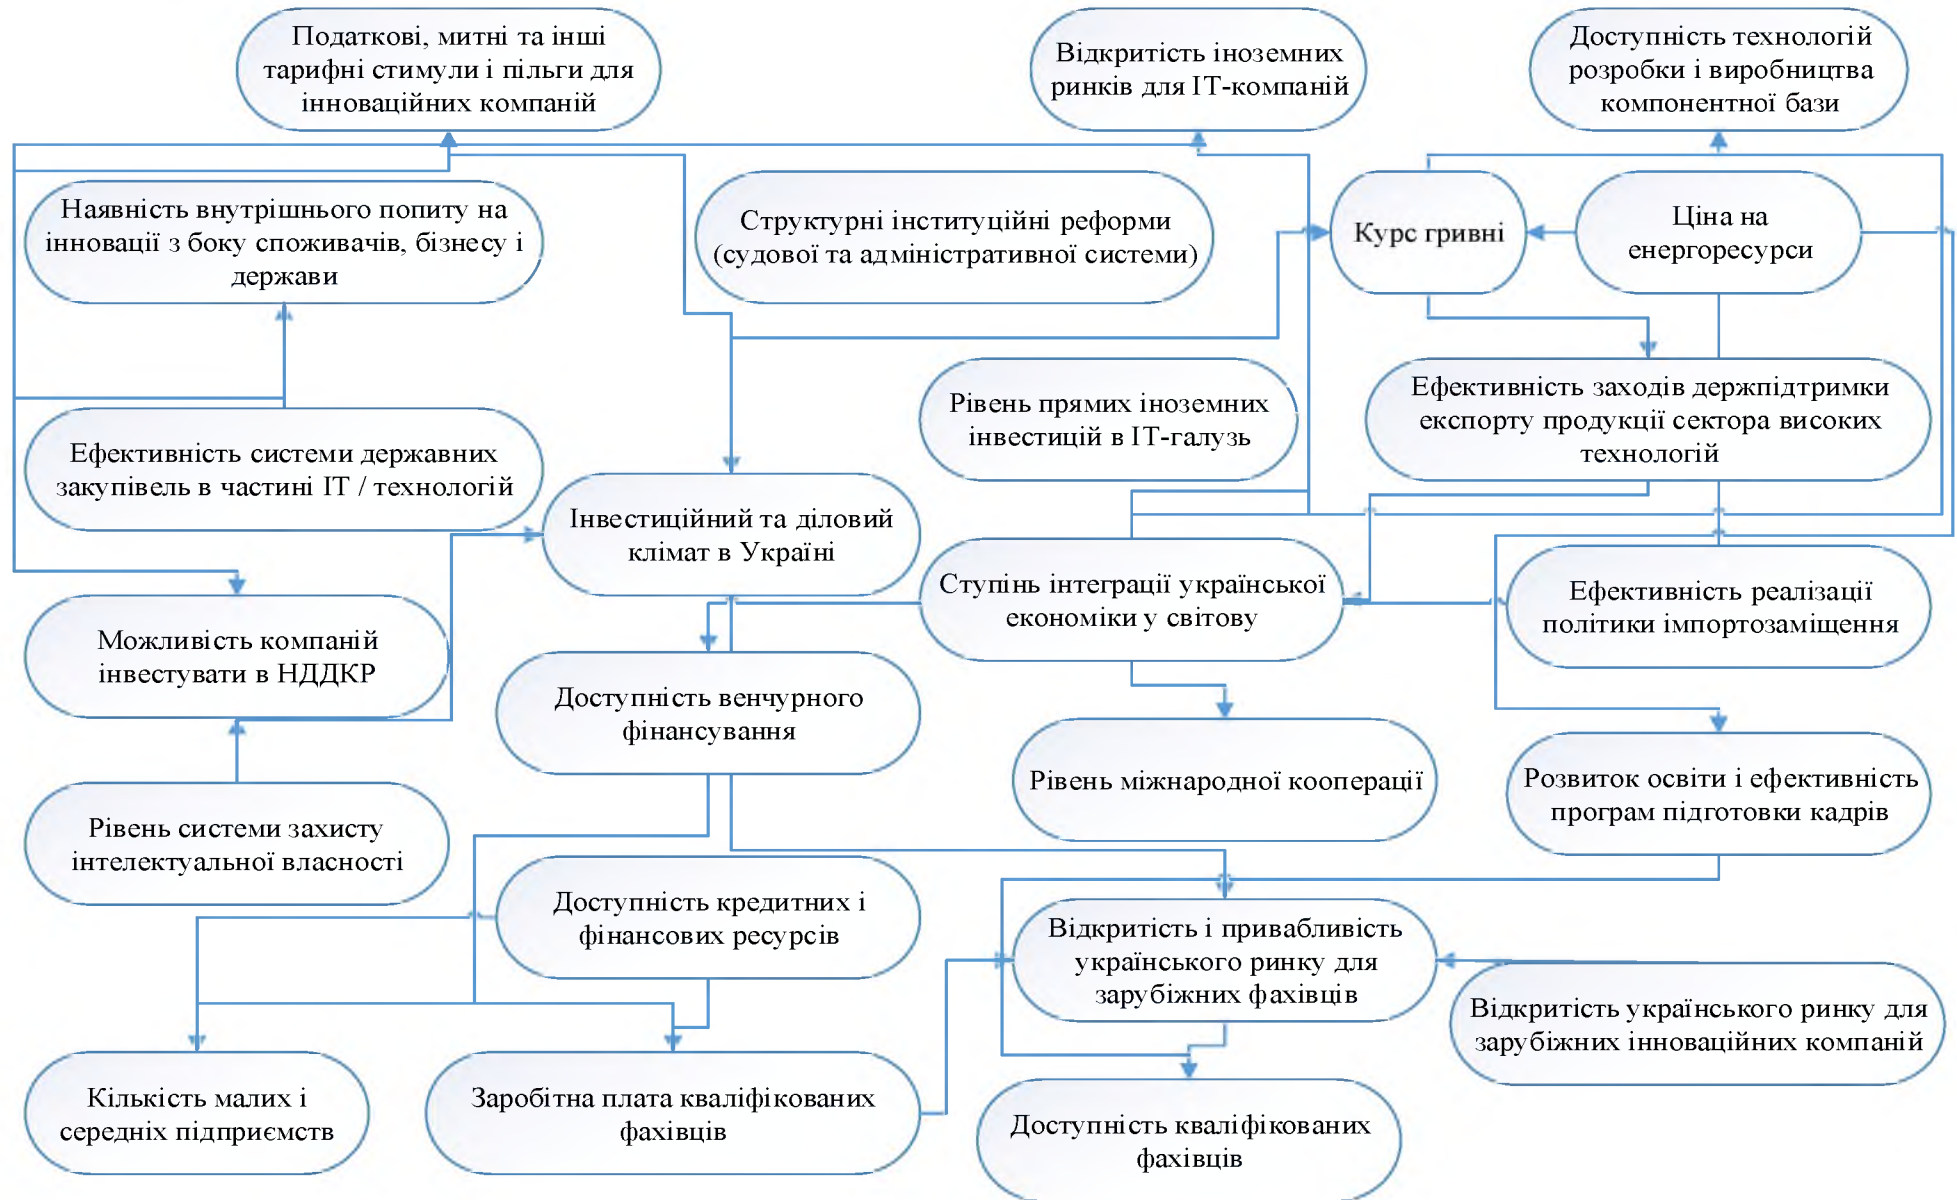 Податкові, митні та інші
тарифні стимули і пільги для
інноваційних компаній
Відкритість іноземних
ринків для ІТ-компаній
Доступність технологій
розробки і виробництва
компонентної бази
Наявність внутрішнього попиту на
інновації з боку споживачів, бізнесу і
держави
Структурні інституційні реформи
(судової та адміністративної системи)
Курс гривні
Ціна на
енергоресурси
Рівень прямих іноземних
інвестицій в ІТ-галузь
Ефективність заходів держпідтримки
експорту продукції сектора високих
технологій
Ефективність системи державних
закупівель в частині ІТ / технологій
Інвестиційний та діловий
клімат в Україні
Ступінь інтеграції української
економіки у світову
Ефективність реалізації
політики імпортозаміщення
Можливість компаній
інвестувати в НДДКР
Доступність венчурного
фінансування
Рівень міжнародної кооперації
Розвиток освіти і ефективність
програм підготовки кадрів
Рівень системи захисту
інтелектуальної власності
Доступність кредитних і
фінансових ресурсів
Відкритість і привабливість
українського ринку для
зарубіжних фахівців
Відкритість українського ринку для
зарубіжних інноваційних компаній
Кількість малих і
середніх підприємств
Заробітна плата кваліфікованих
фахівців
Доступність кваліфікованих
фахівців